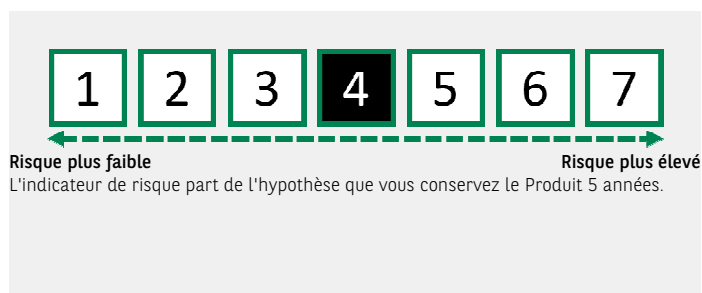 1 2 3 4 5 6 7
Risque plus faible Risque plus élevé
L'indicateur de risque part de l'hypothèse que vous conservez le Produit 5 années.